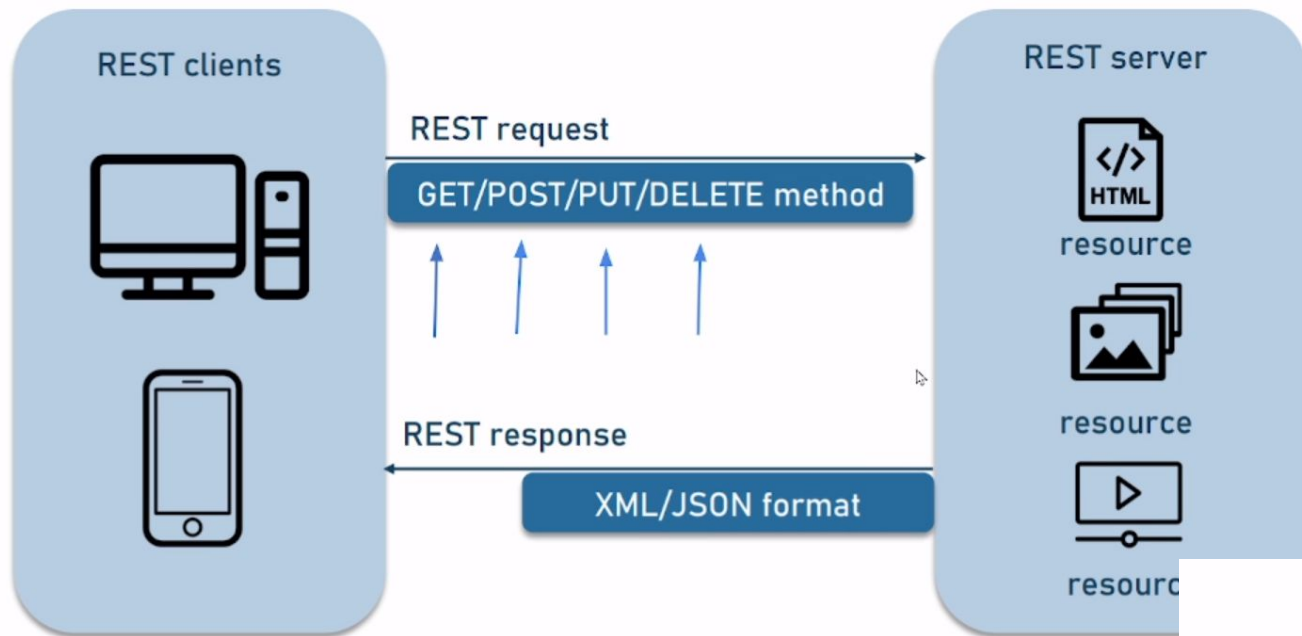 REST clients
REST request
GET/POST/PUT/DELETE method
REST response
XML/JSON format
REST server
</>
HTML
resource
resource